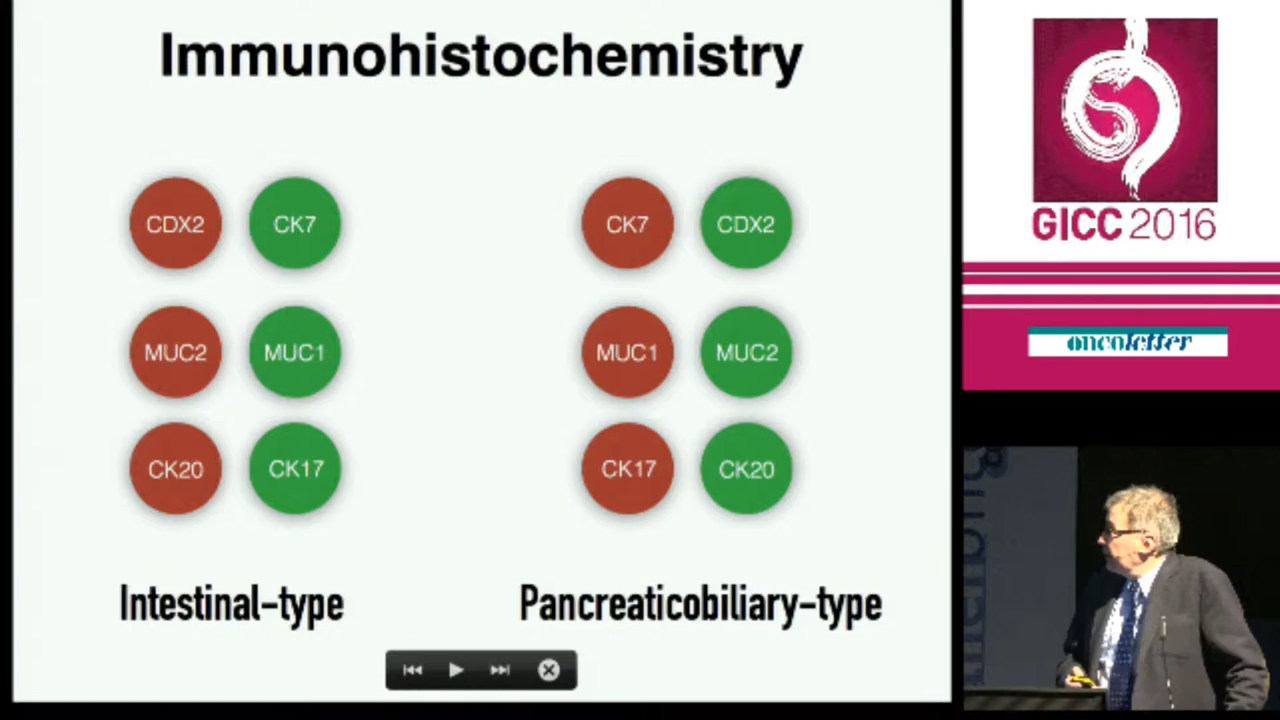 Immunohistochemistry
CDX2 CK7 CK7 CDX2
MUC2 MUC1 MUC1 MUC2
CK20 CK17 CK17 CK20
Intestinal-type Pancreaticobiliary-type
GICC 2016
oncoletter